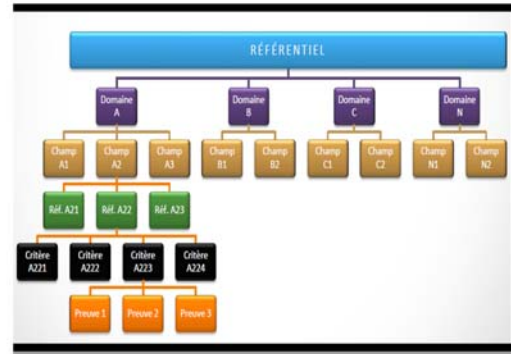 RÉFÉRENTIEL
Domaine
A
Domaine
B
Domaine
C
Domaine
N
Champ
A1
Champ
A2
Champ
A3
Champ
B1
Champ
B2
Champ
C1
Champ
C2
Champ
N1
Champ
N2
Réf. A21
Réf. A22
Réf. A23
Critère
A221
Critère
A222
Critère
A223
Critère
A224
Preuve 1
Preuve 2
Preuve 3